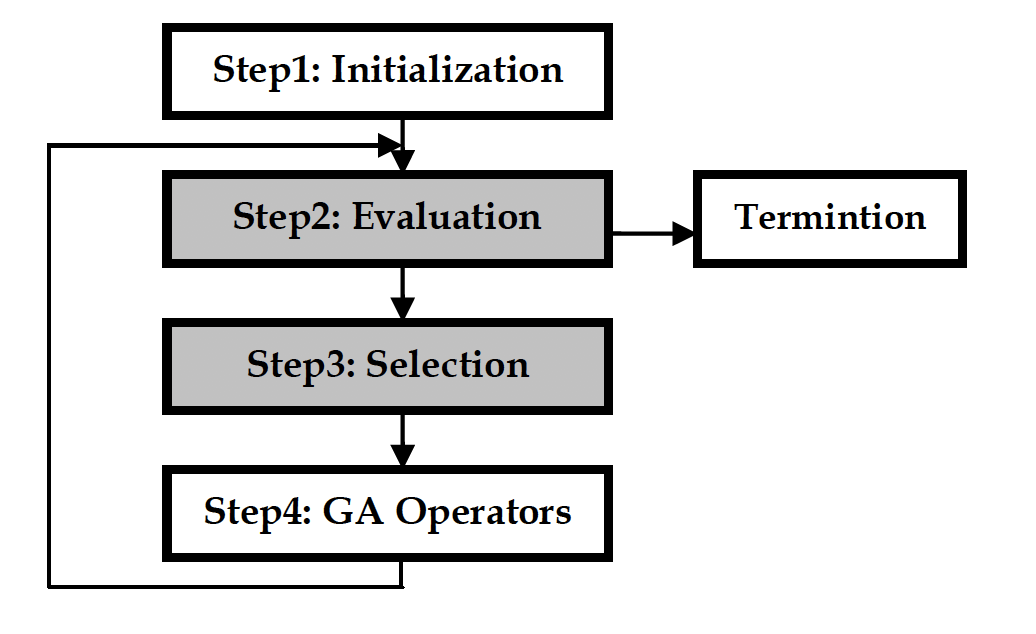 Step1: Initialization
Step2: Evaluation
Termintion
Step3: Selection
Step4: GA Operators